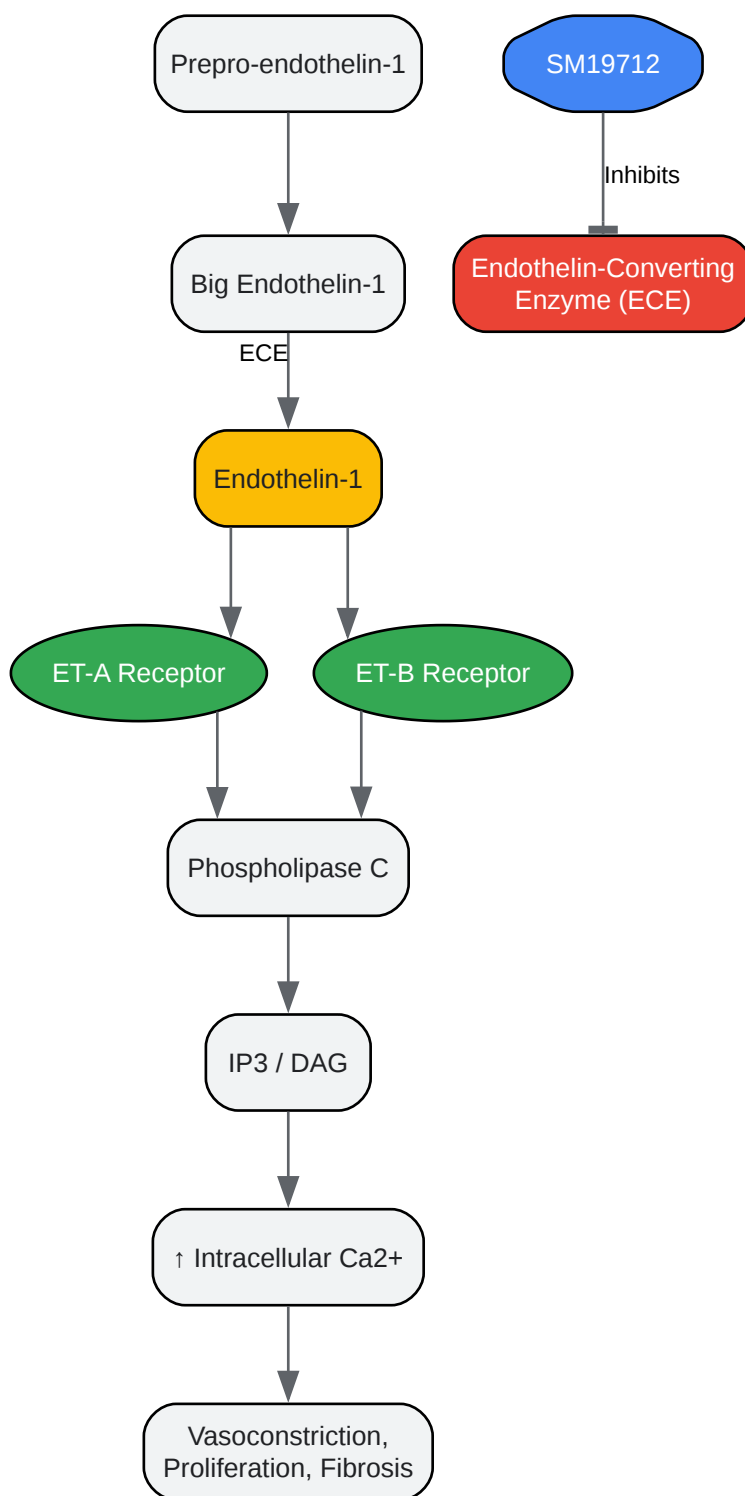 Prepro-endothelin-1
SM19712
Inhibits
Big Endothelin-1
Endothelin-Converting
Enzyme (ECE)
ECE
Endothelin-1
ET-A Receptor
ET-B Receptor
Phospholipase C
IP3 / DAG
↑ Intracellular Ca2+
Vasoconstriction,
Proliferation, Fibrosis